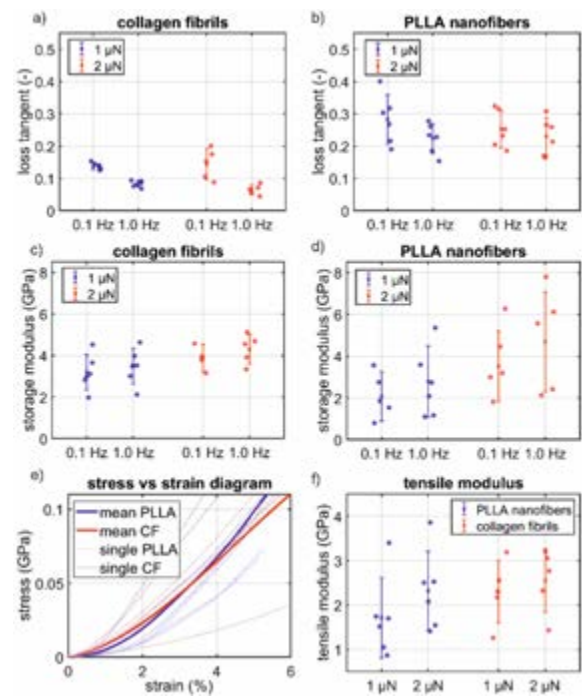 a) collagen fibrils
0.5
0.4
0.3
0.2
0.1
0
loss tangent (-)
1 µN
2 µN
0.1 Hz 1.0 Hz 0.1 Hz 1.0 Hz
b) PLLA nanofibers
0.5
0.4
0.3
0.2
0.1
0
loss tangent (-)
1 µN
2 µN
0.1 Hz 1.0 Hz 0.1 Hz 1.0 Hz
c) collagen fibrils
8
6
4
2
0
storage modulus (GPa)
1 µN
2 µN
0.1 Hz 1.0 Hz 0.1 Hz 1.0 Hz
d) PLLA nanofibers
8
6
4
2
0
storage modulus (GPa)
1 µN
2 µN
0.1 Hz 1.0 Hz 0.1 Hz 1.0 Hz
e) stress vs strain diagram
0.1
0.05
0
stress (GPa)
mean PLLA
mean CF
single PLLA
single CF
0 2 4 6
strain (%)
f) tensile modulus
4
3
2
1
tensile modulus (GPa)
PLLA nanofibers
collagen fibrils
1 µN 2 µN 1 µN 2 µN